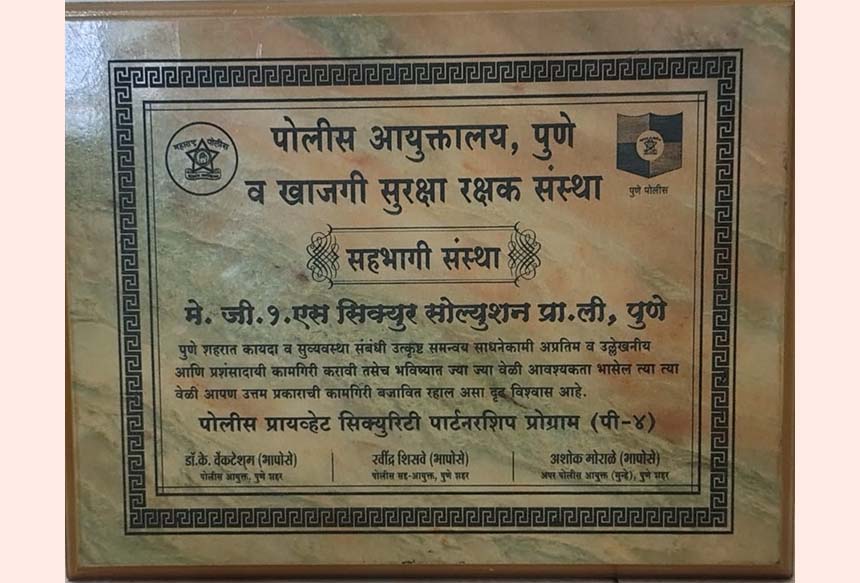 पोलीस आयुक्तालय, पुणे
व खाजगी सुरक्षा रक्षक संस्था
महाराष्ट्र पोलीस
पुणे पोलीस
सहभागी संस्था
मे. जी.१.एस सिक्युर सोल्युशन प्रा.ली, पुणे
पुणे शहरात कायदा व सुव्यवस्था संबंधी उत्कृष्ट समन्वय साधनेकामी अप्रतिम व उल्लेखनीय
आणि प्रशंसादायी कामगिरी करावी तसेच भविष्यात ज्या ज्या वेळी आवश्यकता भासेल त्या त्या
वेळी आपण उत्तम प्रकाराची कामगिरी बजावित रहाल असा दृढ विश्वास आहे.
पोलीस प्रायव्हेट सिक्युरिटी पार्टनरशिप प्रोग्राम (पी-४)
डॉ.के. वेंकटेशम (भापोसे)
पोलीस आयुक्त, पुणे शहर
रवींद्र शिसवे (भापोसे)
पोलीस सह-आयुक्त, पुणे शहर
अशोक मोराळे (भापोसे)
अपर पोलीस आयुक्त (गुन्हे), पुणे शहर